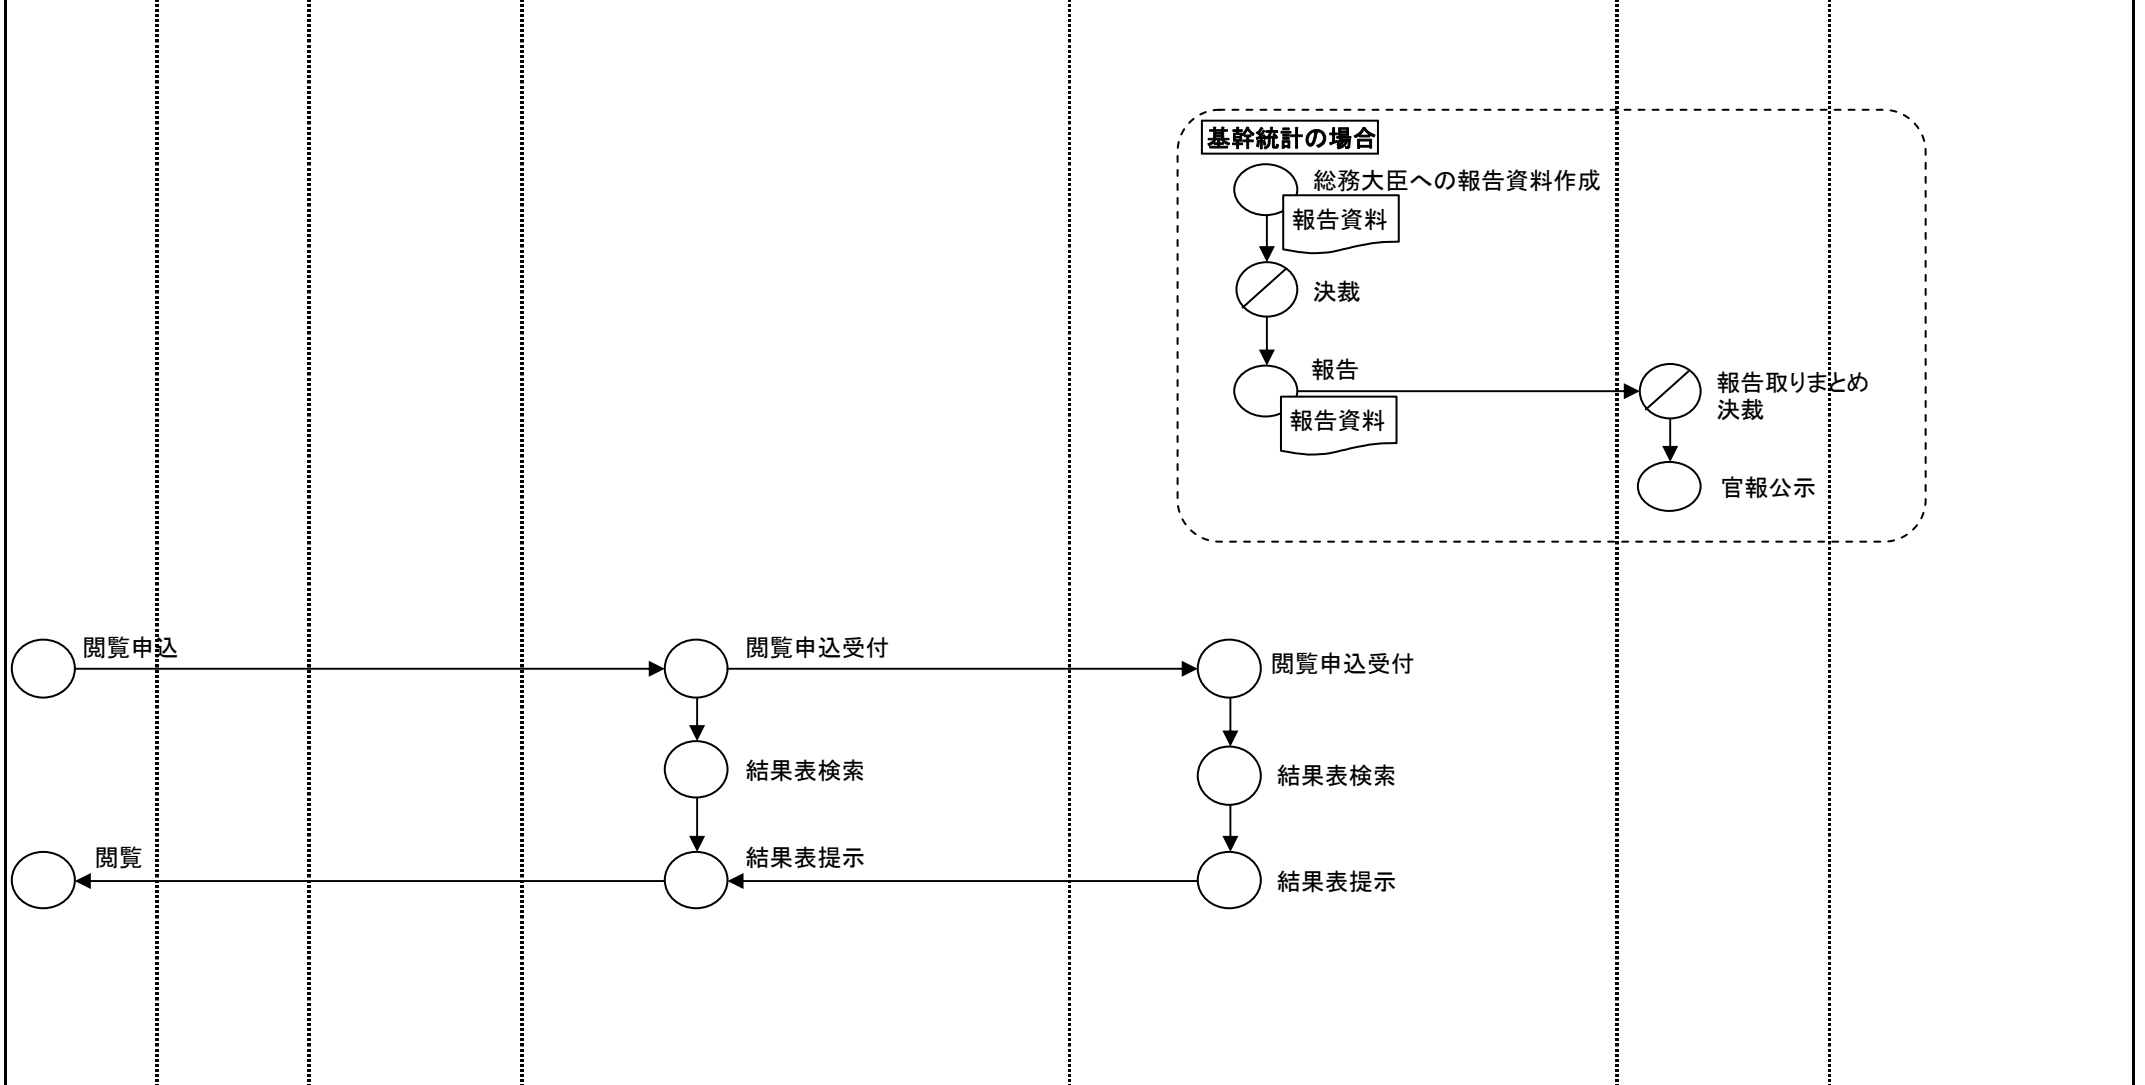 基幹統計の場合
総務大臣への報告資料作成
報告資料
決裁
報告
報告資料
報告取りまとめ
決裁
官報公示
閲覧申込
閲覧申込受付
閲覧申込受付
結果表検索
結果表検索
閲覧
結果表提示
結果表提示